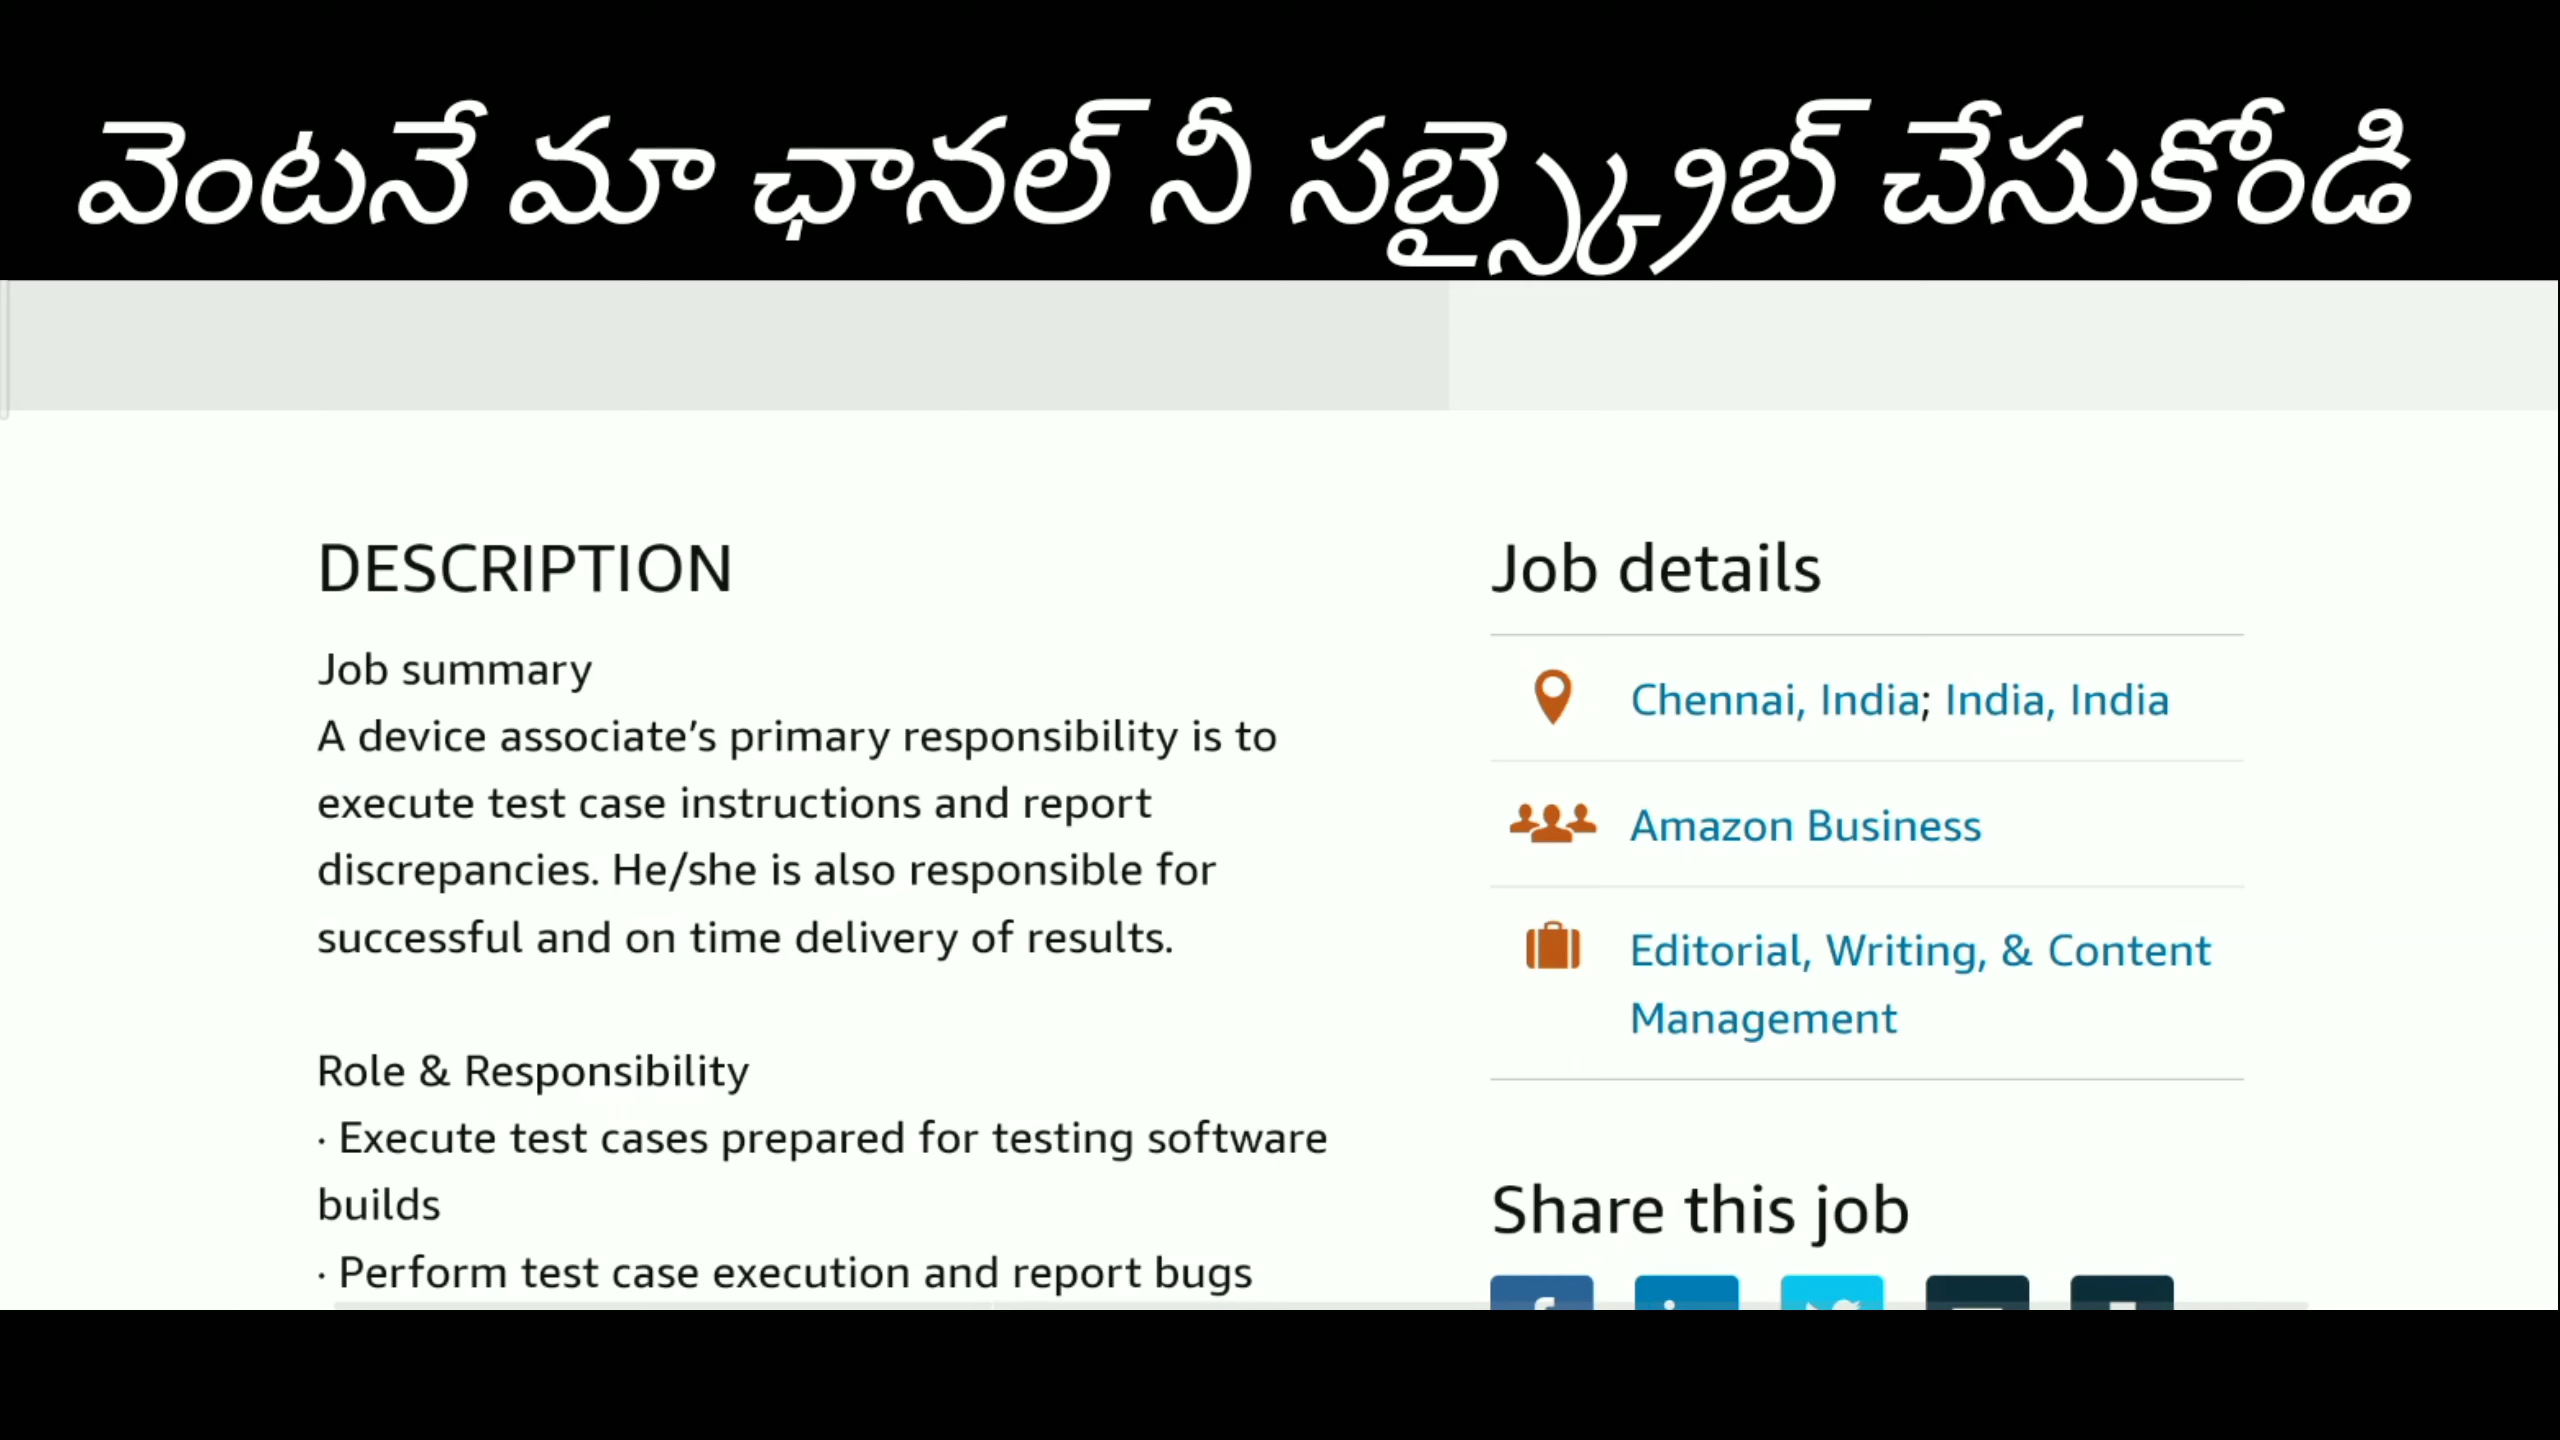 వెంటనే మా ఛానల్ నీ సబ్స్క్రైబ్ చేసుకోండి
DESCRIPTION
Job summary
A device associate’s primary responsibility is to
execute test case instructions and report
discrepancies. He/she is also responsible for
successful and on time delivery of results.
Role & Responsibility
· Execute test cases prepared for testing software
builds
· Perform test case execution and report bugs
Job details
Chennai, India; India, India
Amazon Business
Editorial, Writing, & Content
Management
Share this job